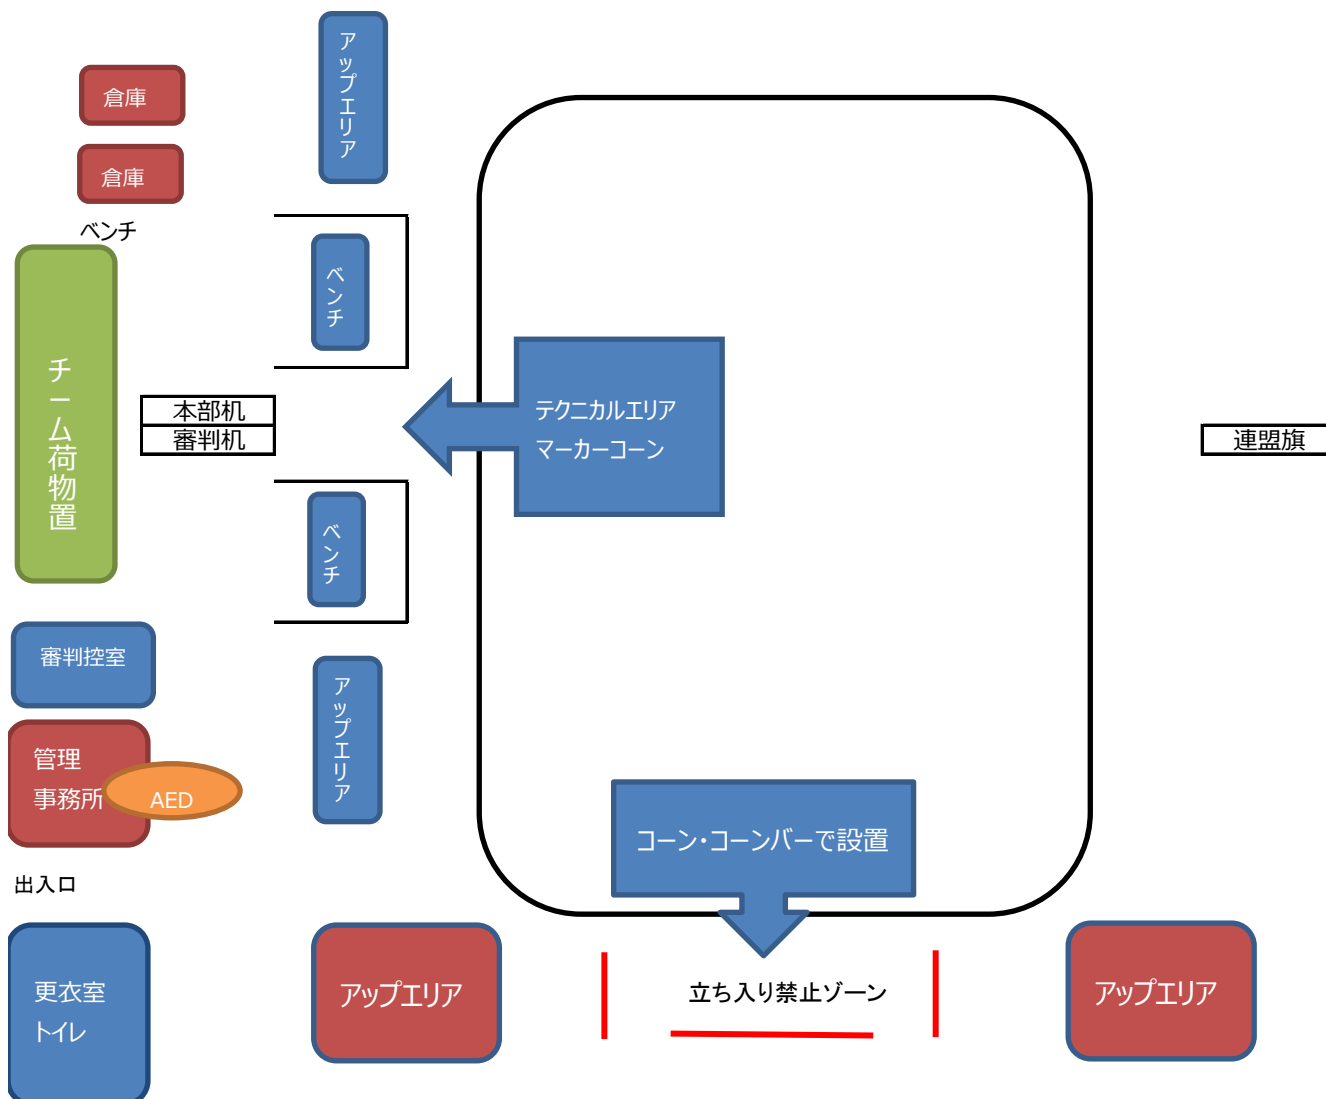 アップエリア
倉庫
倉庫
ベンチ
ベンチ
チーム荷物置
本部机
審判机
テクニカルエリア
マーカーコーン
連盟旗
ベンチ
審判控室
アップエリア
管理
事務所
AED
コーン・コーンバーで設置
出入口
更衣室
トイレ
アップエリア
立ち入り禁止ゾーン
アップエリア